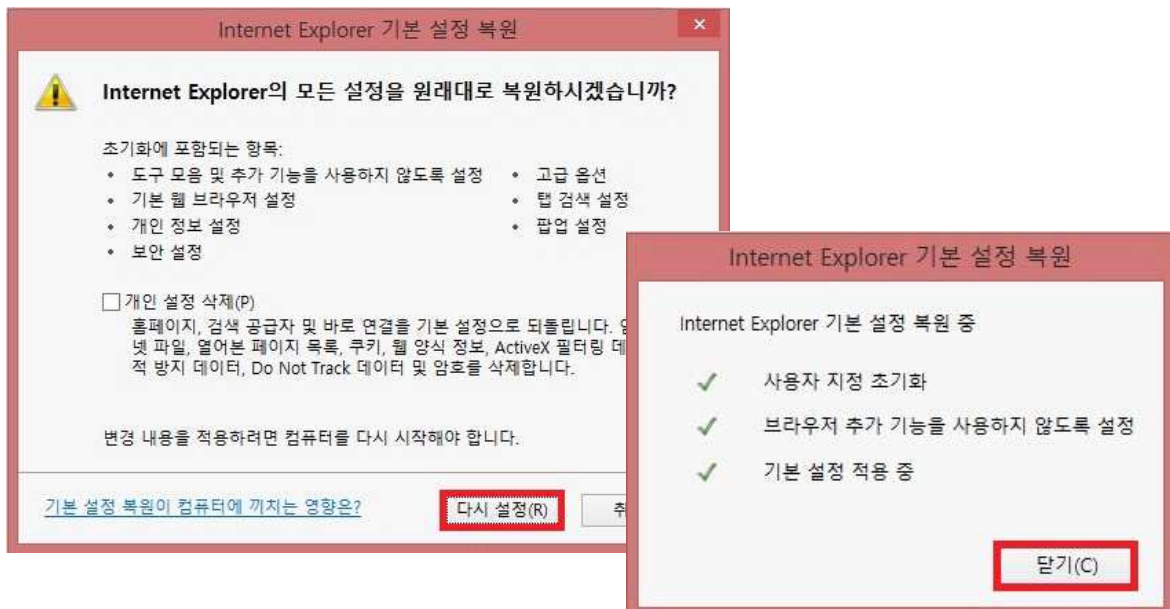 Internet Explorer 기본 설정 복원
Internet Explorer의 모든 설정을 원래대로 복원하시겠습니까?
초기화에 포함되는 항목:
• 도구 모음 및 추가 기능을 사용하지 않도록 설정 • 고급 옵션
• 기본 웹 브라우저 설정 • 탭 검색 설정
• 개인 정보 설정 • 팝업 설정
• 보안 설정
개인 설정 삭제(P)
홈페이지, 검색 공급자 및 바로 연결을 기본 설정으로 되돌립니다.
넷 파일, 열어본 페이지 목록, 쿠키, 웹 양식 정보, ActiveX 필터링 데
적 방지 데이터, Do Not Track 데이터 및 암호를 삭제합니다.
변경 내용을 적용하려면 컴퓨터를 다시 시작해야 합니다.
기본 설정 복원이 컴퓨터에 끼치는 영향은?
다시 설정(R)
취
Internet Explorer 기본 설정 복원
Internet Explorer 기본 설정 복원 중
사용자 지정 초기화
브라우저 추가 기능을 사용하지 않도록 설정
기본 설정 적용 중
닫기(C)